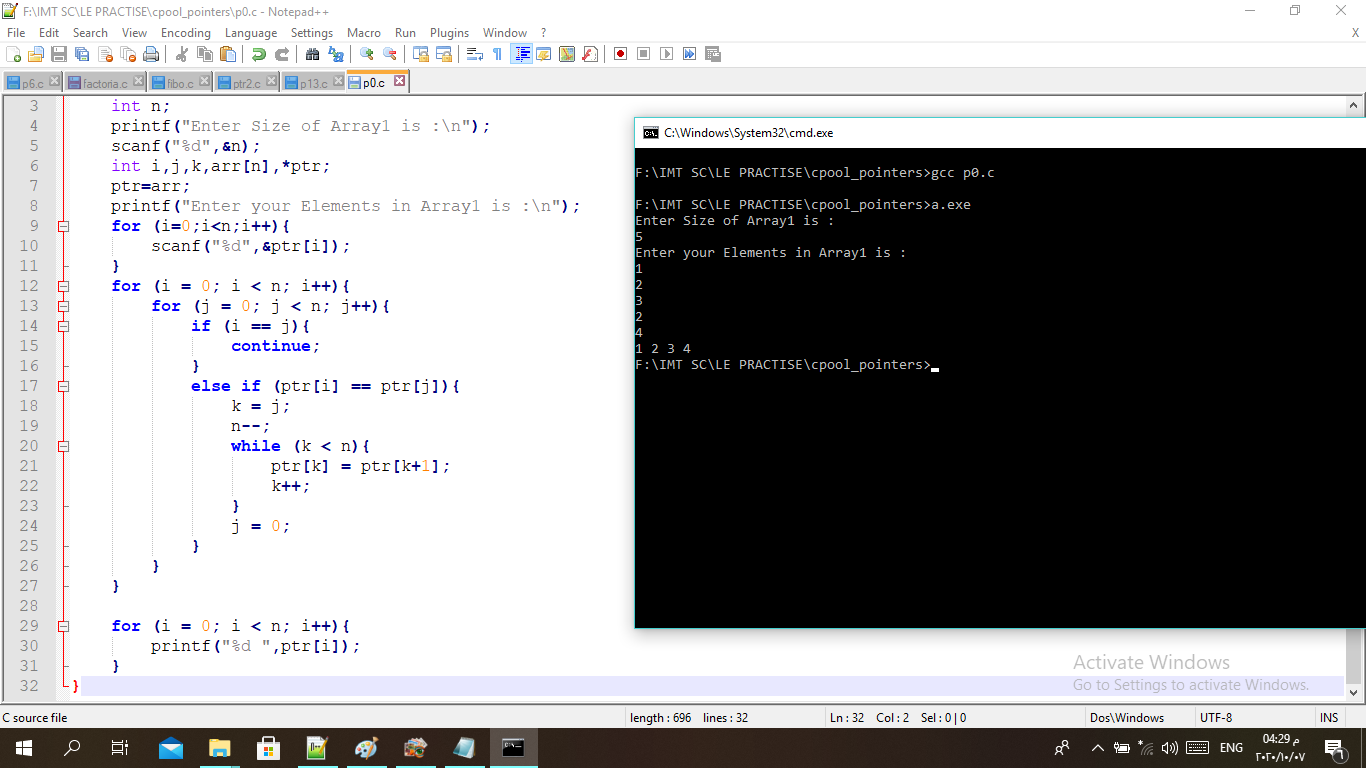 F:\IMT SC\LE PRACTISE\cpool_pointers\p0.c - Notepad++
File Edit Search View Encoding Language Settings Macro Run Plugins Window ? X
p6.c factoria.c fibo.c ptr2.c p13.c p0.c
3 int n;
4 printf("Enter Size of Array1 is :\n");
5 scanf("%d",&n);
6 int i,j,k,arr[n],*ptr;
7 ptr=arr;
8 printf("Enter your Elements in Array1 is :\n");
9 for (i=0;i<n;i++){
10 scanf("%d",&ptr[i]);
11 }
12 for (i = 0; i < n; i++){
13 for (j = 0; j < n; j++){
14 if (i == j){
15 continue;
16 }
17 else if (ptr[i] == ptr[j]){
18 k = j;
19 n--;
20 while (k < n){
21 ptr[k] = ptr[k+1];
22 k++;
23 }
24 j = 0;
25 }
26 }
27 }
28
29 for (i = 0; i < n; i++){
30 printf("%d ",ptr[i]);
31 }
32 }
C:\Windows\System32\cmd.exe
F:\IMT SC\LE PRACTISE\cpool_pointers>gcc p0.c
F:\IMT SC\LE PRACTISE\cpool_pointers>a.exe
Enter Size of Array1 is :
5
Enter your Elements in Array1 is :
1
2
3
2
4
1 2 3 4
F:\IMT SC\LE PRACTISE\cpool_pointers>
Activate Windows
Go to Settings to activate Windows.
C source file length : 696 lines : 32 Ln : 32 Col : 2 Sel : 0 | 0 Dos\Windows UTF-8 INS
ENG
04:29 م
٢٠٢٠/١٠/٠٧